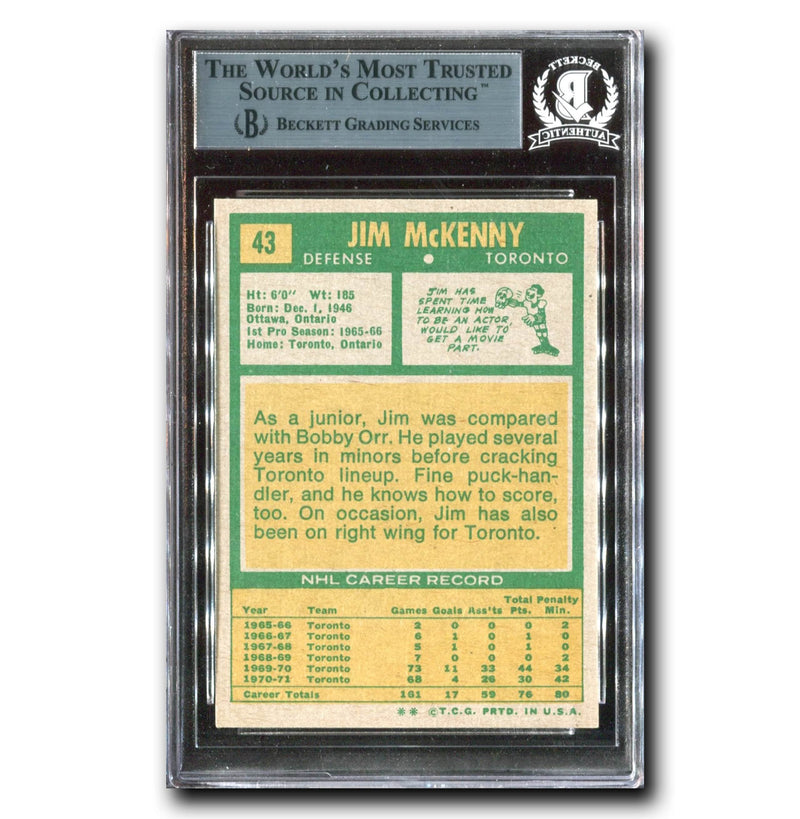 THE WORLD'S MOST TRUSTED
SOURCE IN COLLECTING™
B BECKETT GRADING SERVICES
BECKETT
B
AUTHENTIC
43
JIM McKENNY
DEFENSE • TORONTO
Ht: 6'0" Wt: 185
Born: Dec. 1, 1946
Ottawa, Ontario
1st Pro Season: 1965-66
Home: Toronto, Ontario
JIM HAS
SPENT TIME
LEARNING HOW
TO BE AN ACTOR.
WOULD LIKE TO
GET A MOVIE
PART.
As a junior, Jim was compared
with Bobby Orr. He played several
years in minors before cracking
Toronto lineup. Fine puck-han-
dler, and he knows how to score,
too. On occasion, Jim has also
been on right wing for Toronto.
NHL CAREER RECORD
Total Penalty
Year Team Games Goals Ass'ts Pts. Min.
1965-66 Toronto 2 0 0 0 2
1966-67 Toronto 6 1 0 1 0
1967-68 Toronto 5 1 0 1 0
1968-69 Toronto 7 0 0 0 2
1969-70 Toronto 73 11 33 44 34
1970-71 Toronto 68 4 26 30 42
Career Totals 161 17 59 76 80
** ©T.C.G. PRTD. IN U.S.A.